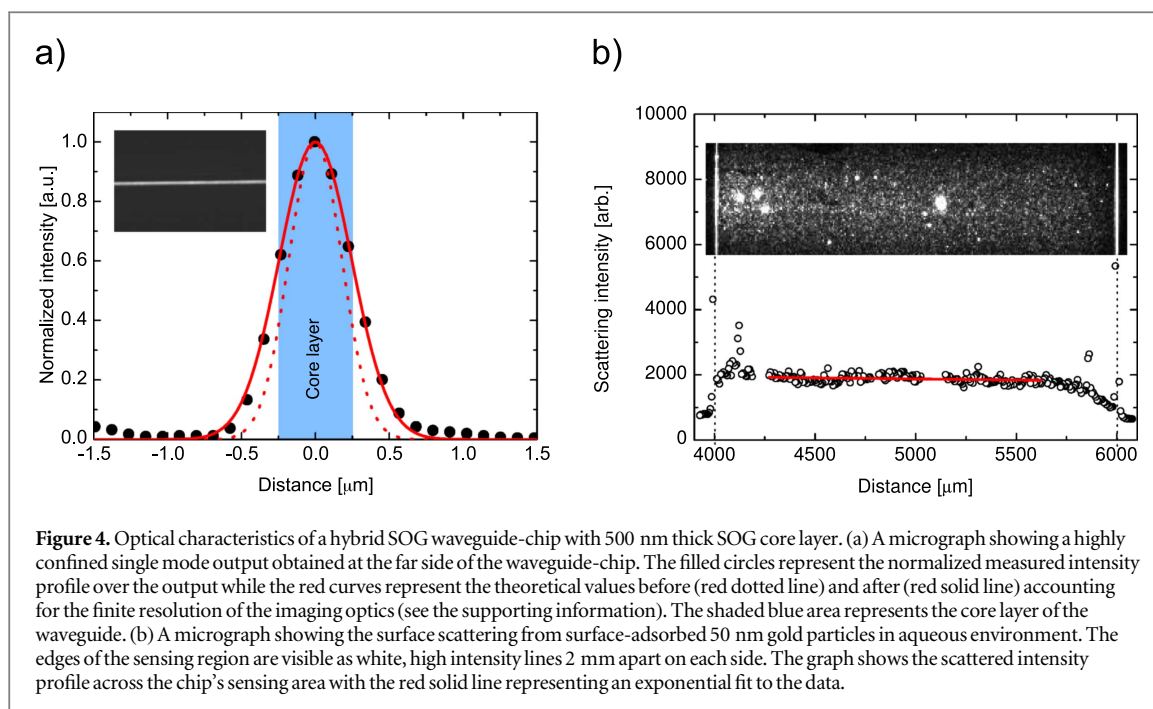 a)
b)
Normalized intensity [a.u.]
1.0
0.8
0.6
0.4
0.2
0.0
Core layer
-1.5 -1.0 -0.5 0.0 0.5 1.0 1.5
Distance [μm]
Scattering intensity [arb.]
10000
8000
6000
4000
2000
0
4000 4500 5000 5500 6000
Distance [μm]
Figure 4. Optical characteristics of a hybrid SOG waveguide-chip with 500 nm thick SOG core layer. (a) A micrograph showing a highly
confined single mode output obtained at the far side of the waveguide-chip. The filled circles represent the normalized measured intensity
profile over the output while the red curves represent the theoretical values before (red dotted line) and after (red solid line) accounting
for the finite resolution of the imaging optics (see the supporting information). The shaded blue area represents the core layer of the
waveguide. (b) A micrograph showing the surface scattering from surface-adsorbed 50 nm gold particles in aqueous environment. The
edges of the sensing region are visible as white, high intensity lines 2 mm apart on each side. The graph shows the scattered intensity
profile across the chip's sensing area with the red solid line representing an exponential fit to the data.